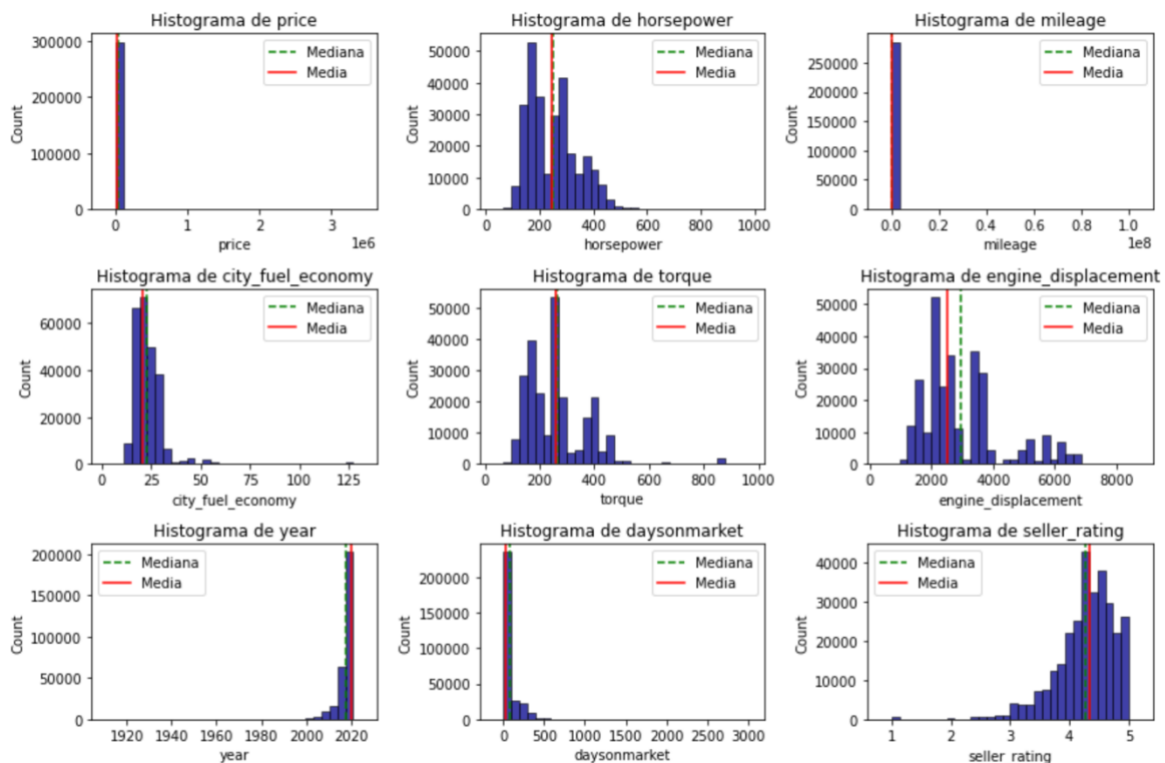 Histograma de price
300000
200000
100000
0
Count
0
1
2
3
1e6
price
Mediana
Media
Histograma de horsepower
50000
40000
30000
20000
10000
0
Count
0
200
400
600
800
1000
horsepower
Mediana
Media
Histograma de mileage
250000
200000
150000
100000
50000
0
Count
0.0
0.2
0.4
0.6
0.8
1.0
1e8
mileage
Mediana
Media
Histograma de city_fuel_economy
60000
40000
20000
0
Count
0
25
50
75
100
125
city_fuel_economy
Mediana
Media
Histograma de torque
50000
40000
30000
20000
10000
0
Count
0
200
400
600
800
1000
torque
Mediana
Media
Histograma de engine_displacement
50000
40000
30000
20000
10000
0
Count
0
2000
4000
6000
8000
engine_displacement
Mediana
Media
Histograma de year
200000
150000
100000
50000
0
Count
1920
1940
1960
1980
2000
2020
year
Mediana
Media
Histograma de daysonmarket
200000
150000
100000
50000
0
Count
0
500
1000
1500
2000
2500
3000
daysonmarket
Mediana
Media
Histograma de seller_rating
40000
30000
20000
10000
0
Count
1
2
3
4
5
seller_rating
Mediana
Media